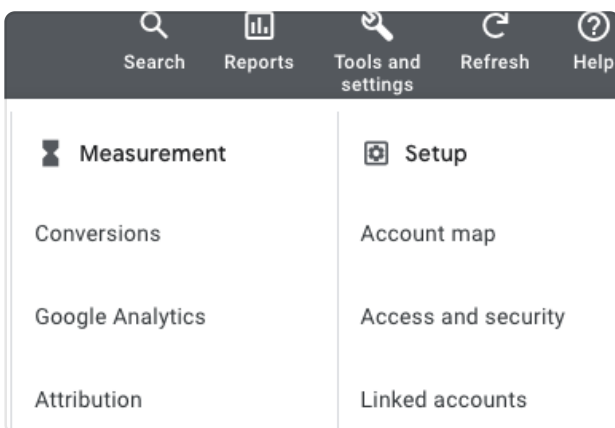 Search
Reports
Tools and
settings
Refresh
Help
Measurement
Conversions
Google Analytics
Attribution
Setup
Account map
Access and security
Linked accounts